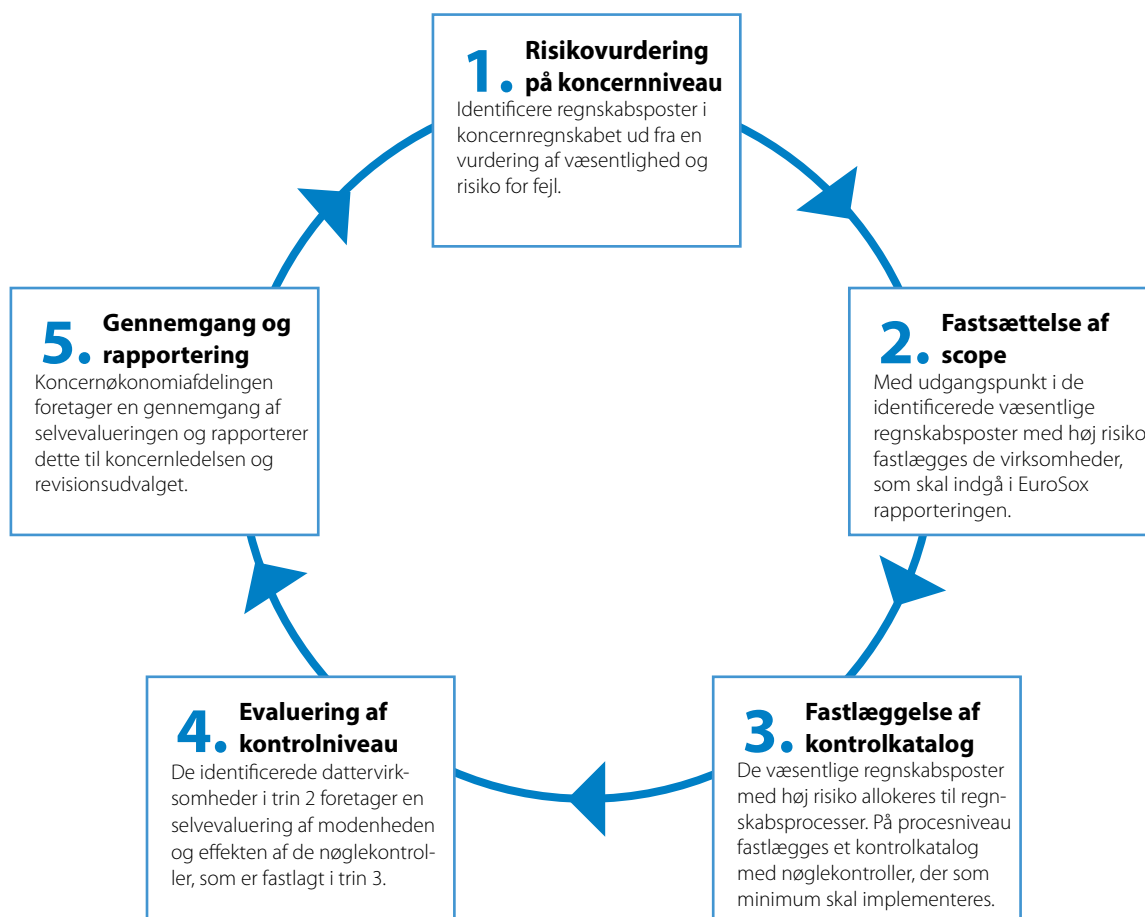 1. Risikovurdering
på koncernniveau
Identificere regnskabsposter i
koncernregnskabet ud fra en
vurdering af væsentlighed og
risiko for fejl.
2. Fastsættelse af
scope
Med udgangspunkt i de
identificerede væsentlige
regnskabsposter med høj risiko
fastlægges de virksomheder,
som skal indgå i EuroSox
rapporteringen.
3. Fastlæggelse af
kontrolkatalog
De væsentlige regnskabsposter
med høj risiko allokeres til regn-
skabsprocesser. På procesniveau
fastlægges et kontrolkatalog
med nøglekontroller, der som
minimum skal implementeres.
4. Evaluering af
kontrolniveau
De identificerede dattervirk-
somheder i trin 2 foretager en
selvevaluering af modenheden
og effekten af de nøglekontrol-
ler, som er fastlagt i trin 3.
5. Gennemgang og
rapportering
Koncernøkonomiafdelingen
foretager en gennemgang af
selvevalueringen og rapporterer
dette til koncernledelsen og
revisionsudvalget.